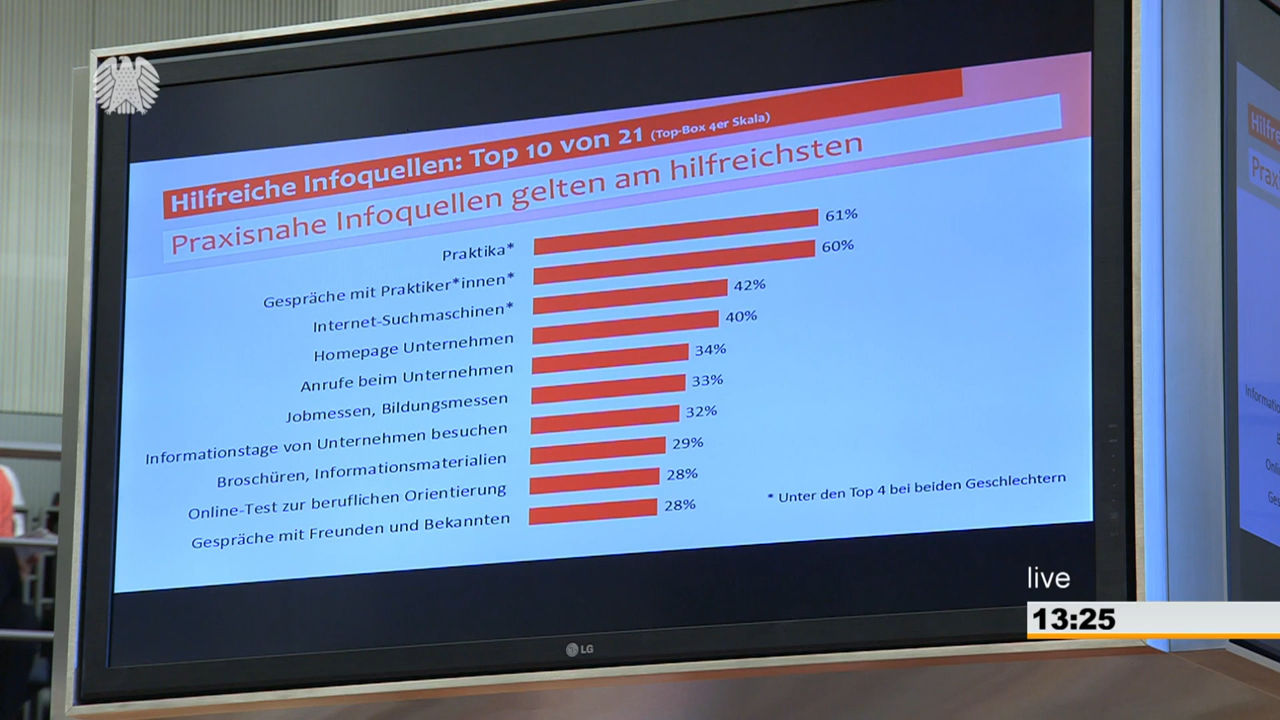 Hilfreiche Infoquellen: Top 10 von 21 (Top-Box 4er Skala)
Praxisnahe Infoquellen gelten am hilfreichsten
Praktika* 61%
Gespräche mit Praktiker*innen* 60%
Internet-Suchmaschinen* 42%
Homepage Unternehmen 40%
Anrufe beim Unternehmen 34%
Jobmessen, Bildungsmessen 33%
Informationstage von Unternehmen besuchen 32%
Broschüren, Informationsmaterialien 29%
Online-Test zur beruflichen Orientierung 28%
Gespräche mit Freunden und Bekannten 28%
* Unter den Top 4 bei beiden Geschlechtern
live
13:25
LG